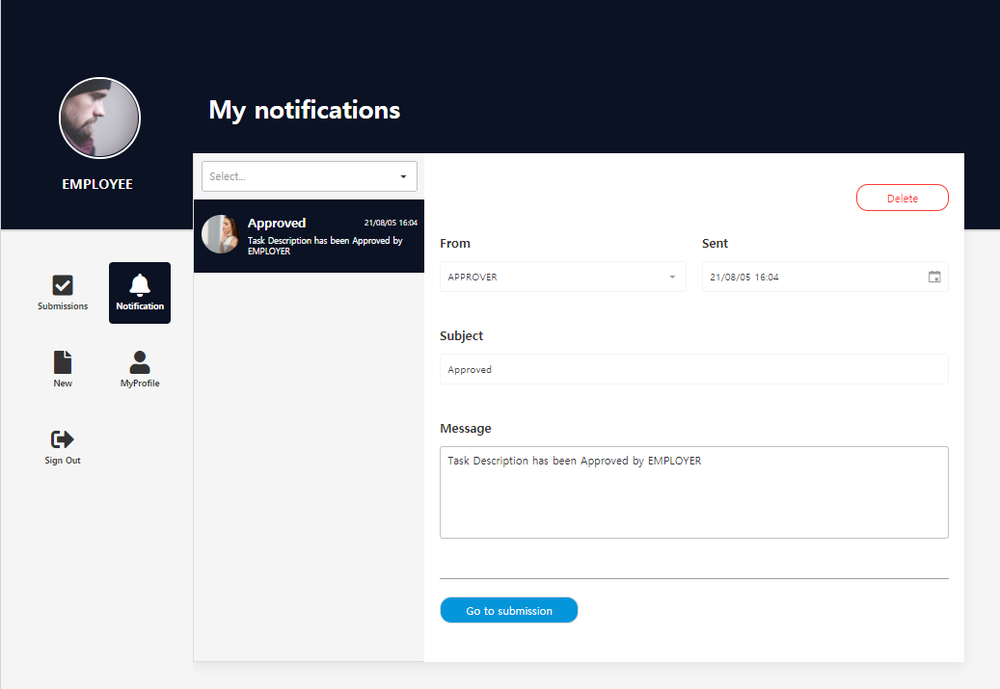 My notifications
EMPLOYEE
Select...
Delete
Approved 21/08/05 16:04
Task Description has been Approved by
EMPLOYER
From Sent
APPROVER 21/08/05 16:04
Submissions Notification
Subject
Approved
New MyProfile
Message
Task Description has been Approved by EMPLOYER
Sign Out
Go to submission